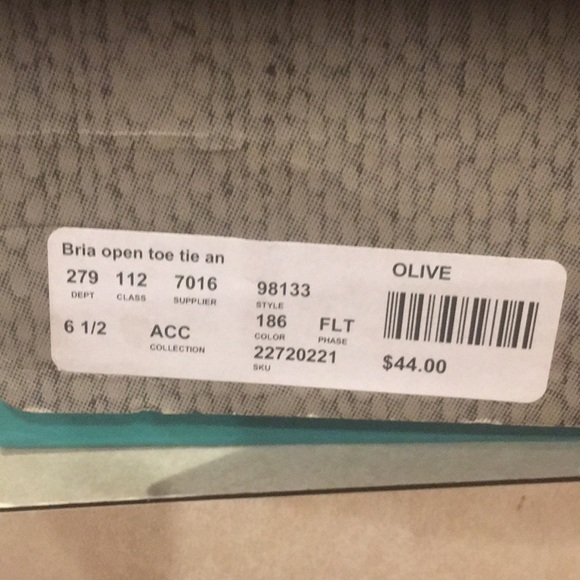 Bria open toe tie an
OLIVE
279 112 7016 98133
DEPT CLASS SUPPLIER STYLE
6 1/2 ACC 186 FLT
COLLECTION COLOR PHASE
22720221 $44.00
SKU